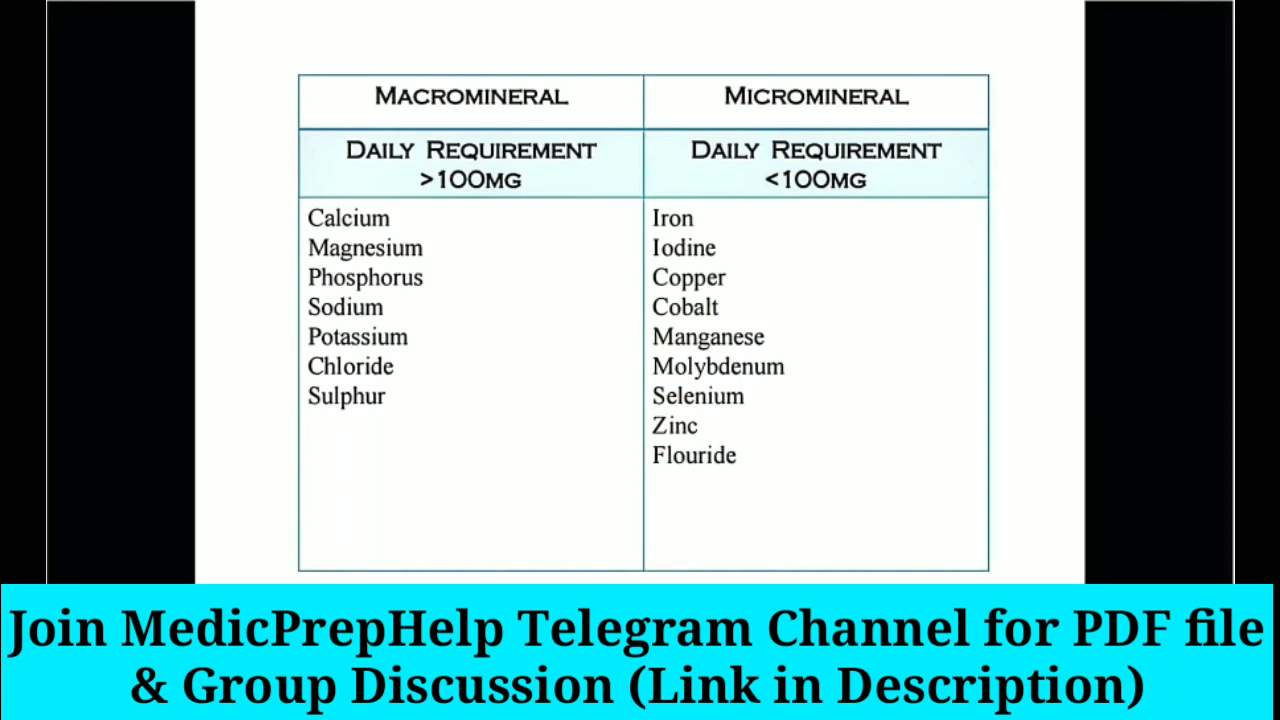 MACROMINERAL
MICROMINERAL
DAILY REQUIREMENT
>100MG
DAILY REQUIREMENT
<100MG
Calcium
Magnesium
Phosphorus
Sodium
Potassium
Chloride
Sulphur
Iron
Iodine
Copper
Cobalt
Manganese
Molybdenum
Selenium
Zinc
Flouride
Join MedicPrepHelp Telegram Channel for PDF file
& Group Discussion (Link in Description)